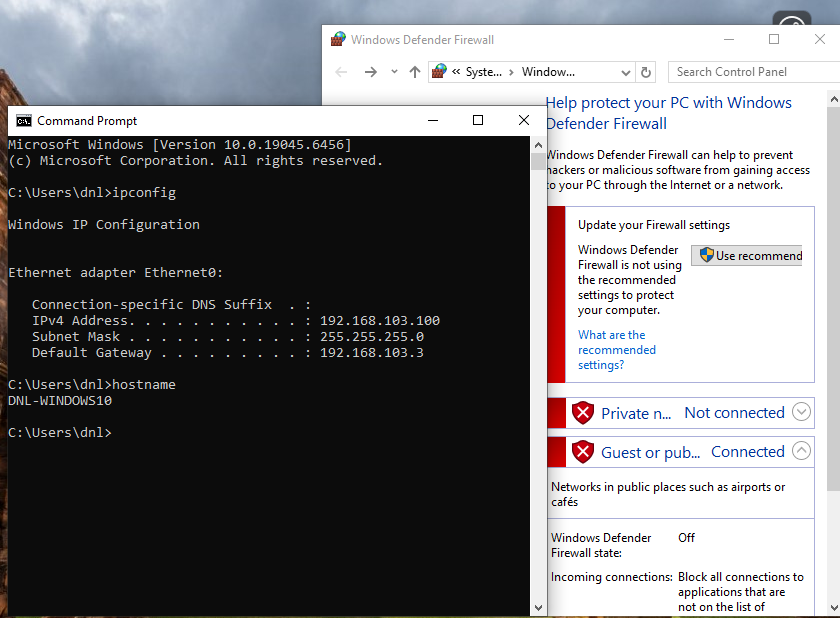 Windows Defender Firewall
« Syste... › Window...
Search Control Panel
Command Prompt
Microsoft Windows [Version 10.0.19045.6456]
(c) Microsoft Corporation. All rights reserved.
C:\Users\dnl>ipconfig
Windows IP Configuration
Ethernet adapter Ethernet0:
Connection-specific DNS Suffix  . :
IPv4 Address. . . . . . . . . . . : 192.168.103.100
Subnet Mask . . . . . . . . . . . : 255.255.255.0
Default Gateway . . . . . . . . . : 192.168.103.3
C:\Users\dnl>hostname
DNL-WINDOWS10
C:\Users\dnl>
Help protect your PC with Windows
Defender Firewall
Windows Defender Firewall can help to prevent
hackers or malicious software from gaining access
to your PC through the Internet or a network.
Update your Firewall settings
Windows Defender
Firewall is not using
the recommended
settings to protect
your computer.
Use recommend
What are the
recommended
settings?
Private n... Not connected
Guest or pub... Connected
Networks in public places such as airports or
cafés
Windows Defender
Firewall state:
Off
Incoming connections:
Block all connections to
applications that are
not on the list of